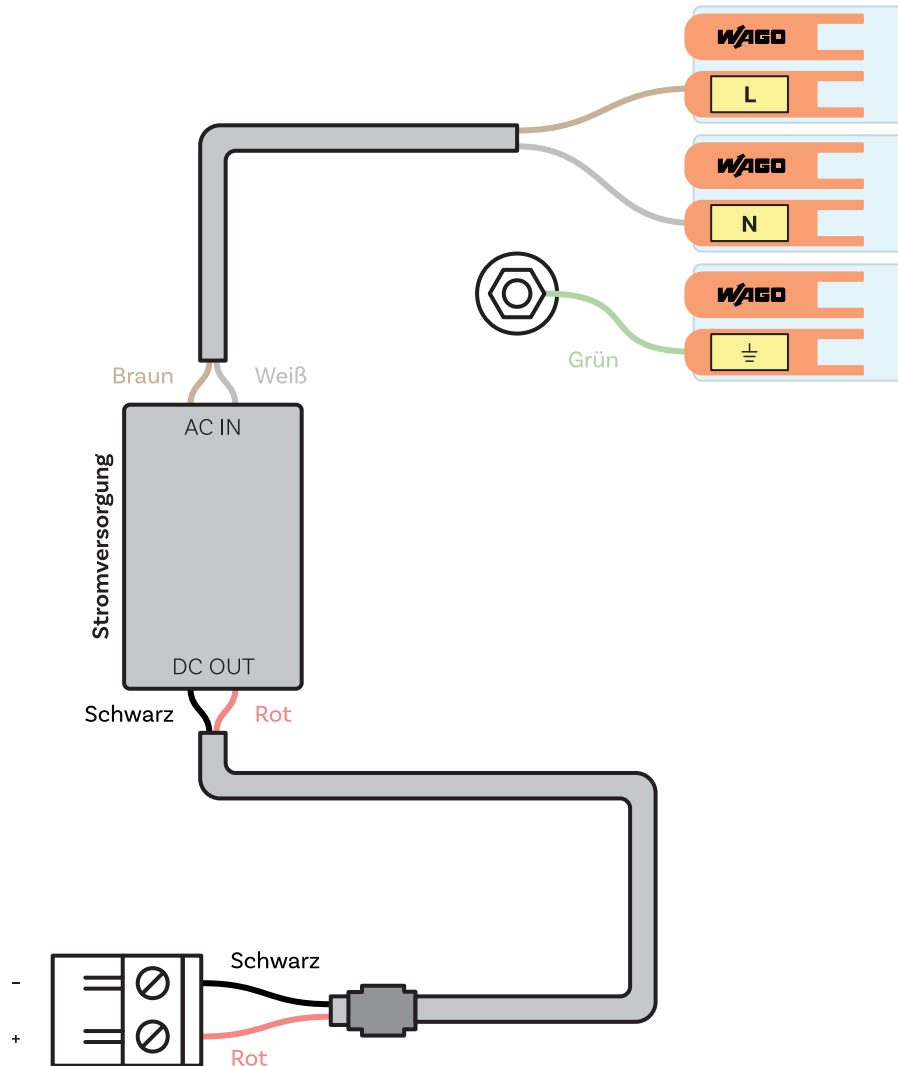 WAGO
L
WAGO
N
WAGO
Grün
Braun
Weiß
AC IN
Stromversorgung
DC OUT
Schwarz
Rot
Schwarz
-
+
Rot